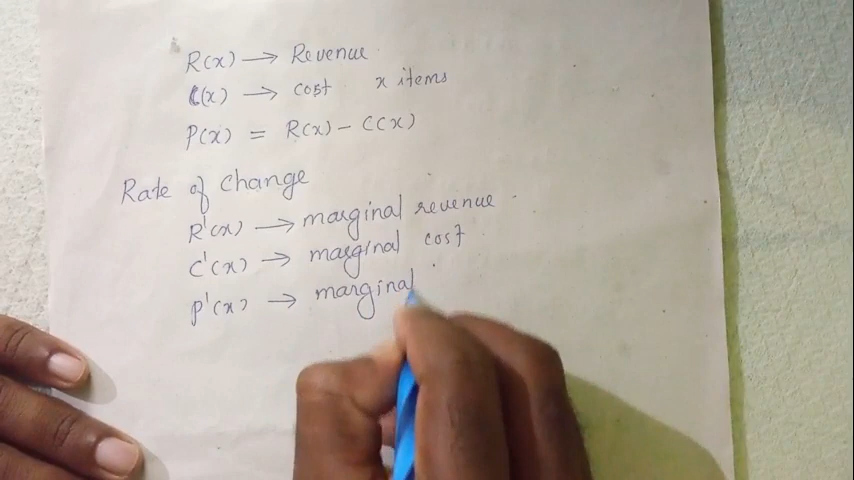 R(x) → Revenue
C(x) → cost x items
P(x) = R(x) - C(x)
Rate of change
R'(x) → marginal revenue
C'(x) → marginal cost
P'(x) → marginal